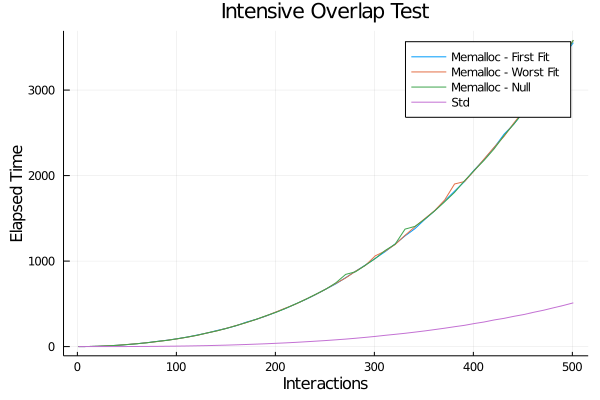 Intensive Overlap Test
Memalloc - First Fit
Memalloc - Worst Fit
Memalloc - Null
Std
3000
2000
1000
0
Elapsed Time
0 100 200 300 400 500
Interactions